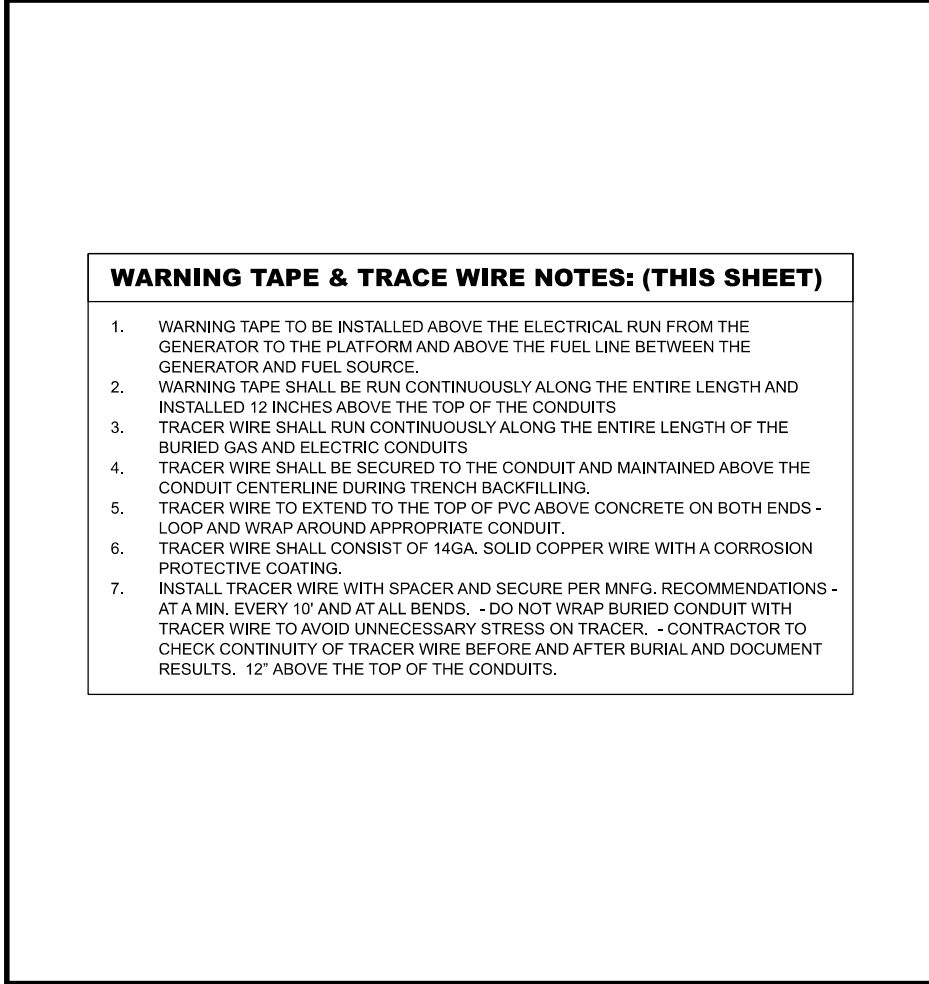 WARNING TAPE & TRACE WIRE NOTES: (THIS SHEET)
1. WARNING TAPE TO BE INSTALLED ABOVE THE ELECTRICAL RUN FROM THE
GENERATOR TO THE PLATFORM AND ABOVE THE FUEL LINE BETWEEN THE
GENERATOR AND FUEL SOURCE.
2. WARNING TAPE SHALL BE RUN CONTINUOUSLY ALONG THE ENTIRE LENGTH AND
INSTALLED 12 INCHES ABOVE THE TOP OF THE CONDUITS
3. TRACER WIRE SHALL RUN CONTINUOUSLY ALONG THE ENTIRE LENGTH OF THE
BURIED GAS AND ELECTRIC CONDUITS
4. TRACER WIRE SHALL BE SECURED TO THE CONDUIT AND MAINTAINED ABOVE THE
CONDUIT CENTERLINE DURING TRENCH BACKFILLING.
5. TRACER WIRE TO EXTEND TO THE TOP OF PVC ABOVE CONCRETE ON BOTH ENDS -
LOOP AND WRAP AROUND APPROPRIATE CONDUIT.
6. TRACER WIRE SHALL CONSIST OF 14GA. SOLID COPPER WIRE WITH A CORROSION
PROTECTIVE COATING.
7. INSTALL TRACER WIRE WITH SPACER AND SECURE PER MNFG. RECOMMENDATIONS -
AT A MIN. EVERY 10' AND AT ALL BENDS. - DO NOT WRAP BURIED CONDUIT WITH
TRACER WIRE TO AVOID UNNECESSARY STRESS ON TRACER. - CONTRACTOR TO
CHECK CONTINUITY OF TRACER WIRE BEFORE AND AFTER BURIAL AND DOCUMENT
RESULTS. 12” ABOVE THE TOP OF THE CONDUITS.